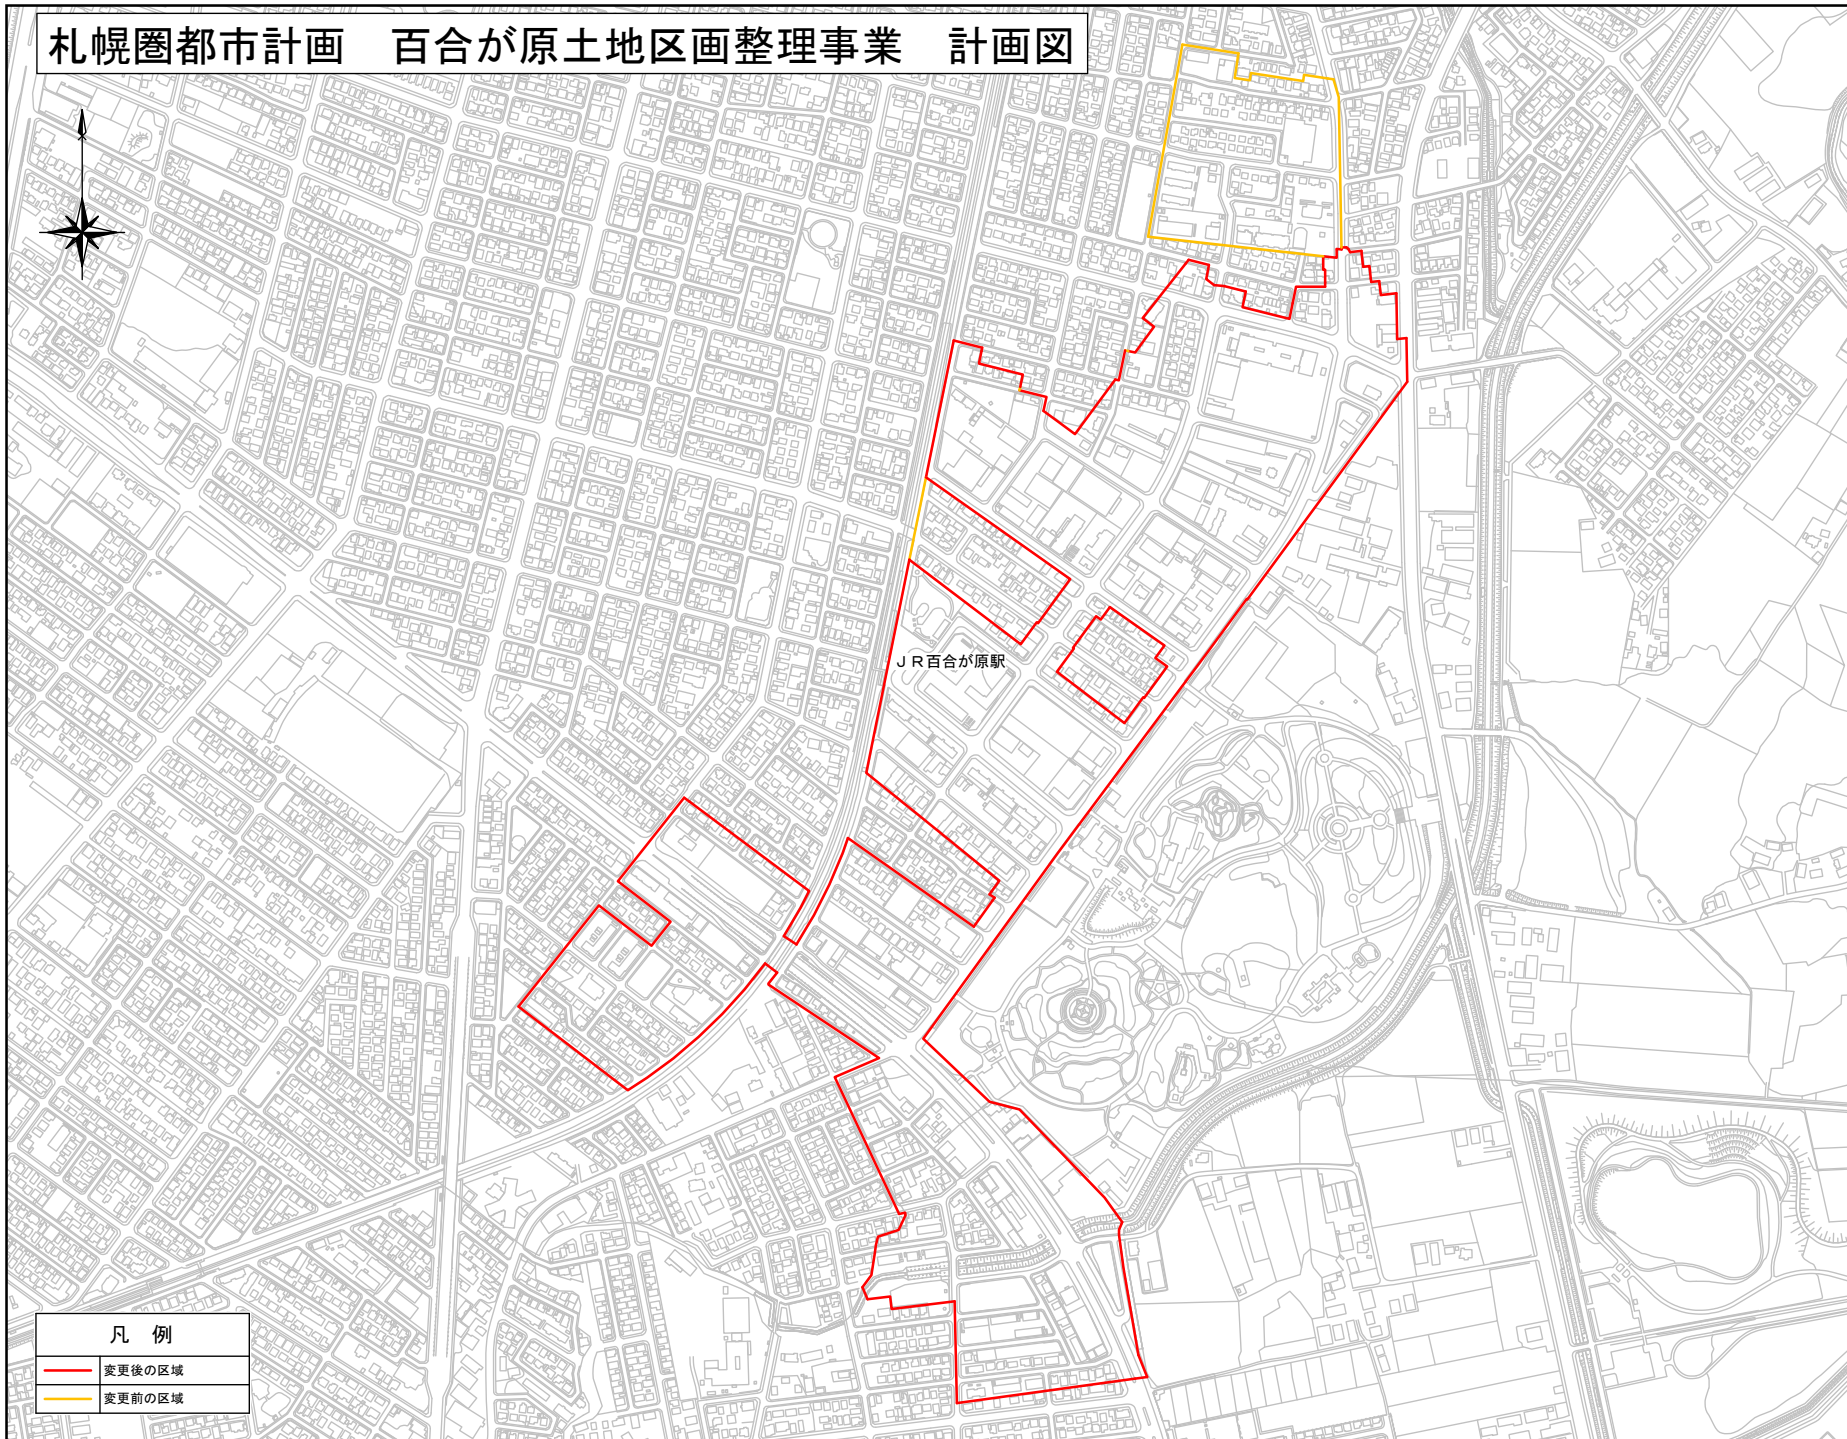 札幌圏都市計画　百合が原土地区画整理事業　計画図
ＪＲ百合が原駅
凡　例
変更後の区域
変更前の区域